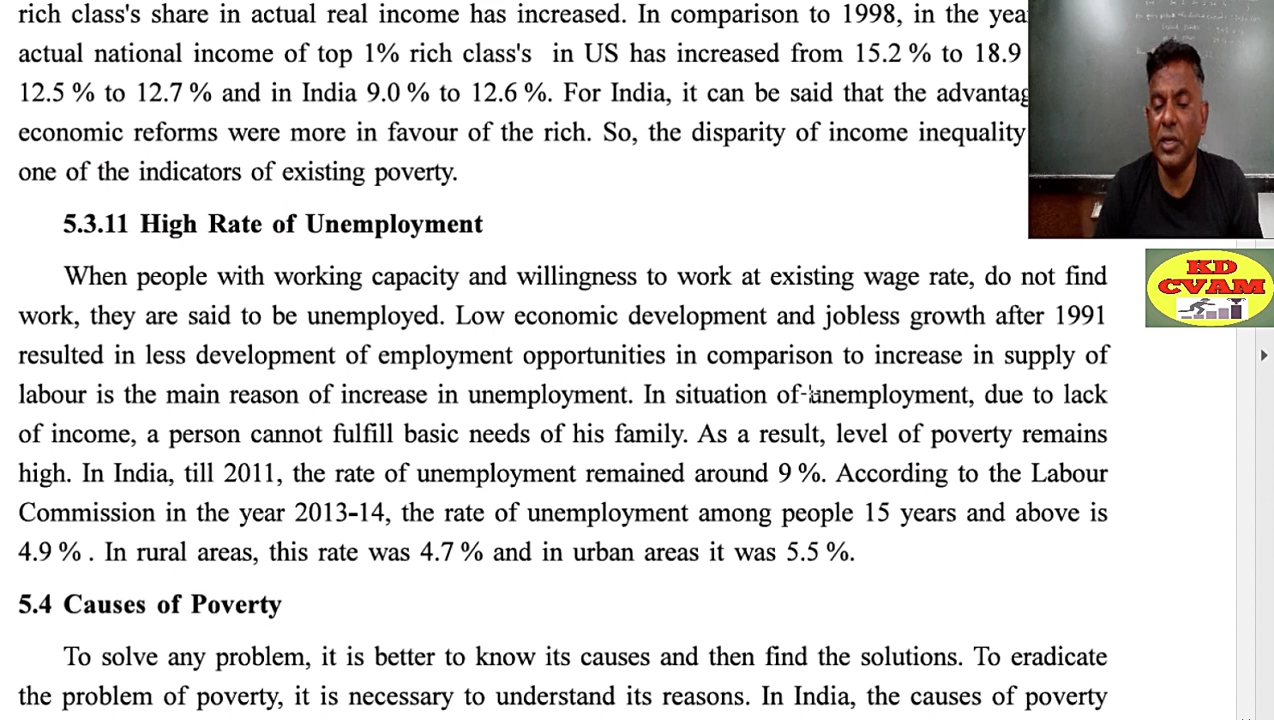 rich class's share in actual real income has increased. In comparison to 1998, in the yea
actual national income of top 1% rich class's in US has increased from 15.2 % to 18.9
12.5 % to 12.7 % and in India 9.0 % to 12.6 %. For India, it can be said that the advantag
economic reforms were more in favour of the rich. So, the disparity of income inequality
one of the indicators of existing poverty.
5.3.11 High Rate of Unemployment
KD
CVAM
When people with working capacity and willingness to work at existing wage rate, do not find
work, they are said to be unemployed. Low economic development and jobless growth after 1991
resulted in less development of employment opportunities in comparison to increase in supply of
labour is the main reason of increase in unemployment. In situation of unemployment, due to lack
of income, a person cannot fulfill basic needs of his family. As a result, level of poverty remains
high. In India, till 2011, the rate of unemployment remained around 9 %. According to the Labour
Commission in the year 2013-14, the rate of unemployment among people 15 years and above is
4.9 % . In rural areas, this rate was 4.7 % and in urban areas it was 5.5 %.
5.4 Causes of Poverty
To solve any problem, it is better to know its causes and then find the solutions. To eradicate
the problem of poverty, it is necessary to understand its reasons. In India, the causes of poverty